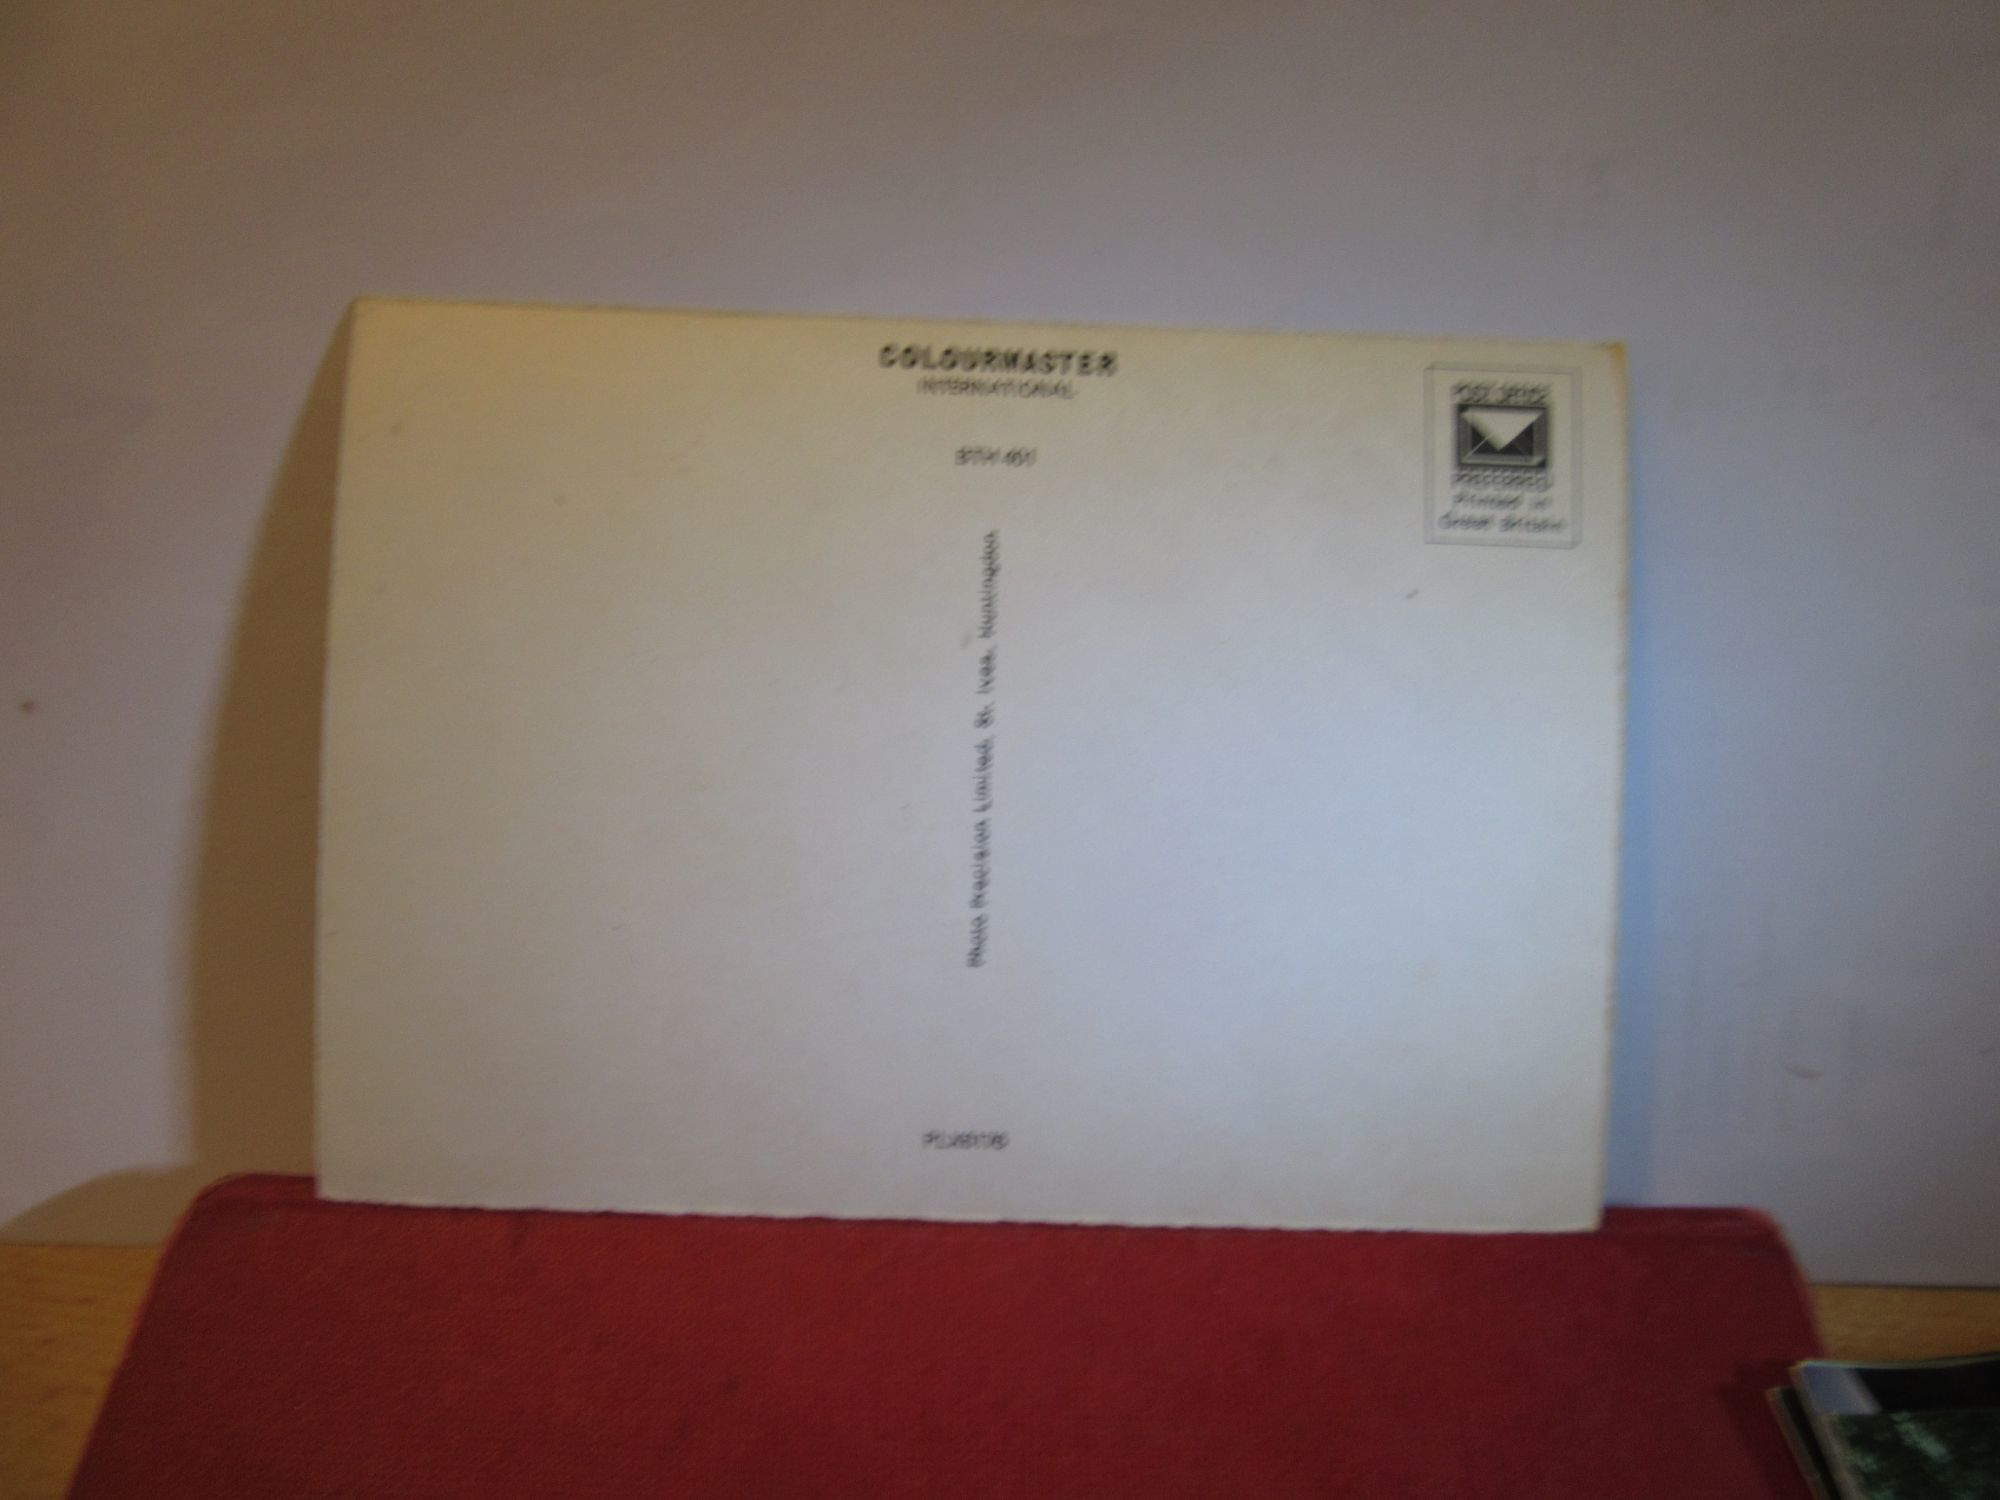 COLOURMASTER
INTERNATIONAL
POST OFFICE
PREFERRED
Printed in
Great Britain
Photo Precision Limited, St. Ives, Huntingdon